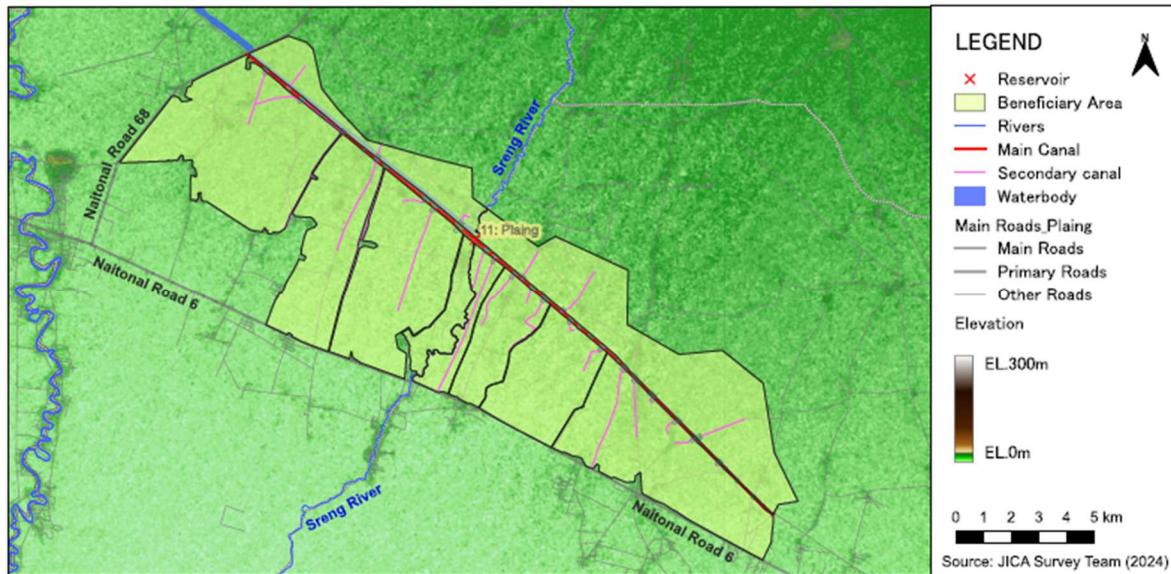 Naitonal Road 68
Naitonal Road 6
Sreng River
11: Plaing
Sreng River
Naitonal Road 6
LEGEND
N
Reservoir
Beneficiary Area
Rivers
Main Canal
Secondary canal
Waterbody
Main Roads_Plaing
Main Roads
Primary Roads
Other Roads
Elevation
EL.300m
EL.0m
0 1 2 3 4 5 km
Source: JICA Survey Team (2024)